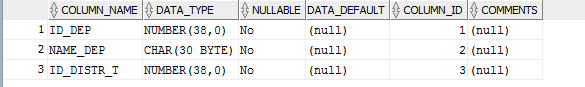 COLUMN_NAME DATA_TYPE NULLABLE DATA_DEFAULT COLUMN_ID COMMENTS
1 ID_DEP NUMBER(38,0) No (null) 1 (null)
2 NAME_DEP CHAR(30 BYTE) No (null) 2 (null)
3 ID_DISTR_T NUMBER(38,0) No (null) 3 (null)